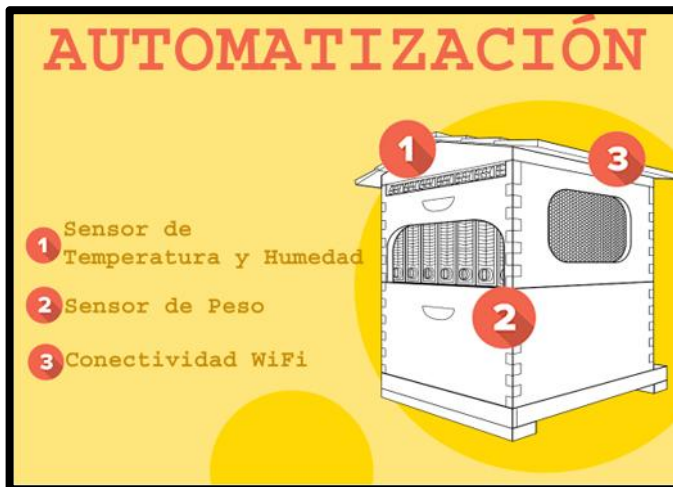 AUTOMATIZACIÓN
1 Sensor de
Temperatura y Humedad
2 Sensor de Peso
3 Conectividad WiFi
1
3
2